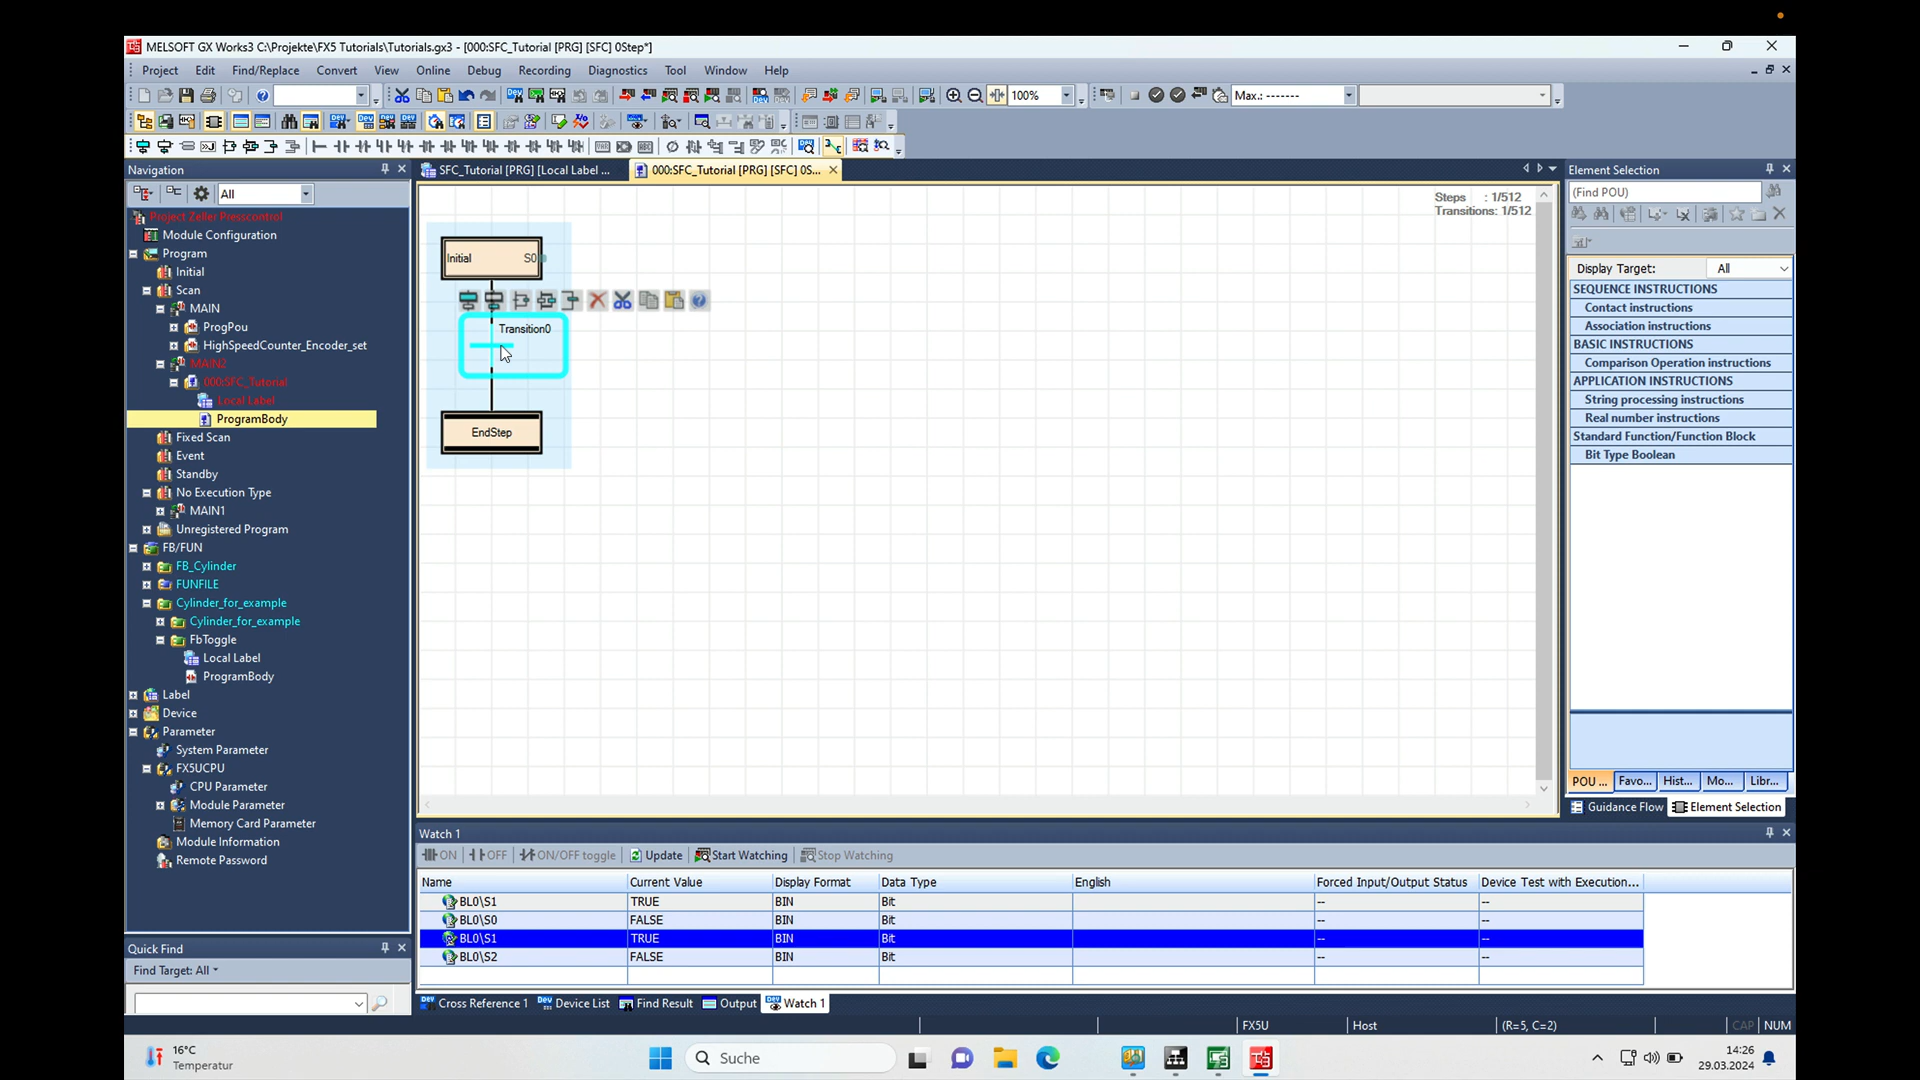 MELSOFT GX Works3 C:\Projekte\FX5 Tutorials\Tutorials.gx3 - [000:SFC_Tutorial [PRG] [SFC] 0Step*]
Project Edit Find/Replace Convert View Online Debug Recording Diagnostics Tool Window Help
100% Max.: -------
Navigation
SFC_Tutorial [PRG] [Local Label ...
000:SFC_Tutorial [PRG] [SFC] 0S...
Element Selection
All
(Find POU)
Steps : 1/512
Transitions: 1/512
Project Zeller Presscontrol
Module Configuration
Program
Initial
Scan
MAIN
ProgPou
HighSpeedCounter_Encoder_set
MAIN2
000:SFC_Tutorial
Local Label
ProgramBody
Fixed Scan
Event
Standby
No Execution Type
MAIN1
Unregistered Program
FB/FUN
FB_Cylinder
FUNFILE
Cylinder_for_example
Cylinder_for_example
FbToggle
Local Label
ProgramBody
Label
Device
Parameter
System Parameter
FX5UCPU
CPU Parameter
Module Parameter
Memory Card Parameter
Module Information
Remote Password
Initial S0
Transition0
EndStep
Display Target: All
SEQUENCE INSTRUCTIONS
Contact instructions
Association instructions
BASIC INSTRUCTIONS
Comparison Operation instructions
APPLICATION INSTRUCTIONS
String processing instructions
Real number instructions
Standard Function/Function Block
Bit Type Boolean
POU ... Favo... Hist... Mo... Libr...
Guidance Flow Element Selection
Watch 1
ON OFF ON/OFF toggle Update Start Watching Stop Watching
Name Current Value Display Format Data Type English Forced Input/Output Status Device Test with Execution...
BL0\S1 TRUE BIN Bit -- --
BL0\S0 FALSE BIN Bit -- --
BL0\S1 TRUE BIN Bit -- --
BL0\S2 FALSE BIN Bit -- --
Quick Find
Find Target: All
Cross Reference 1 Device List Find Result Output Watch 1
FX5U Host (R=5, C=2) CAP NUM
16°C
Temperatur
Suche
14:26
29.03.2024